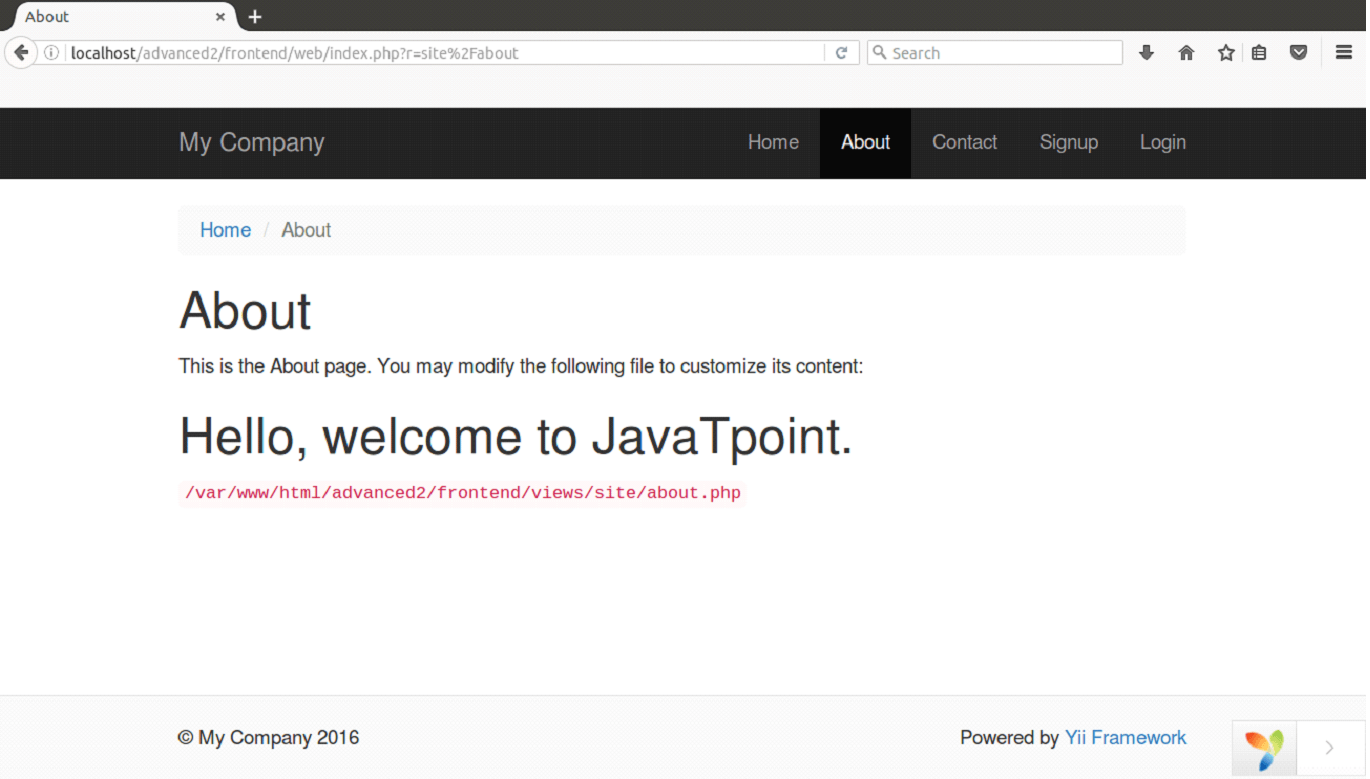 About
localhost/advanced2/frontend/web/index.php?r=site%2Fabout
Search
My Company
Home
About
Contact
Signup
Login
Home / About
About
This is the About page. You may modify the following file to customize its content:
Hello, welcome to JavaTpoint.
/var/www/html/advanced2/frontend/views/site/about.php
© My Company 2016
Powered by Yii Framework